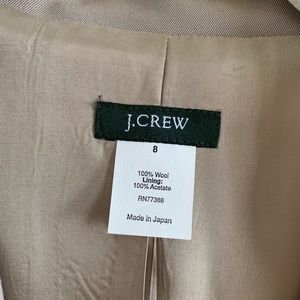 J.CREW
8
100% Wool
Lining:
100% Acetate
RN77388
Made in Japan